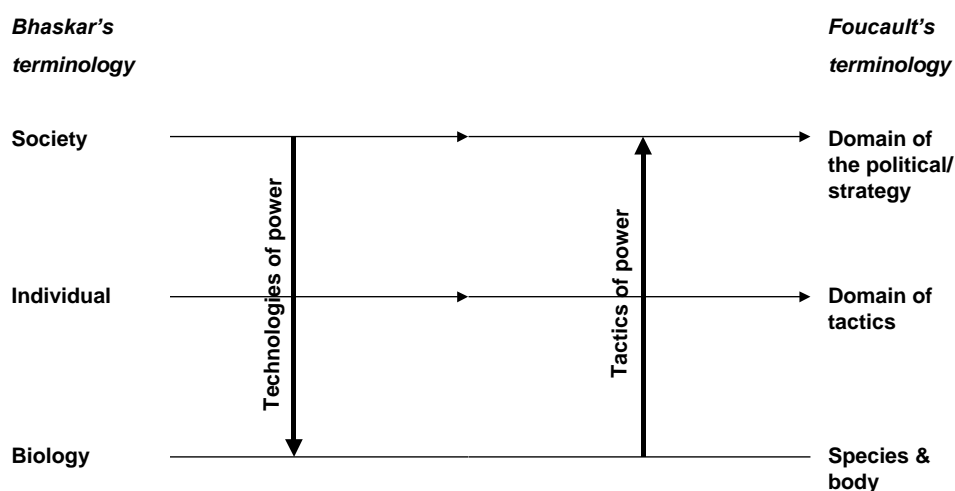 Bhaskar's
terminology
Foucault's
terminology
Society
Domain of
the political/
strategy
Technologies of power
Tactics of power
Individual
Domain of
tactics
Biology
Species &
body